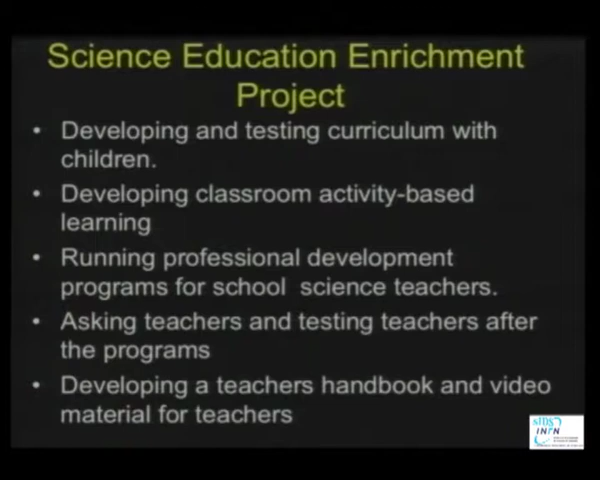 Science Education Enrichment
Project
• Developing and testing curriculum with
children.
• Developing classroom activity-based
learning
• Running professional development
programs for school science teachers.
• Asking teachers and testing teachers after
the programs
• Developing a teachers handbook and video
material for teachers